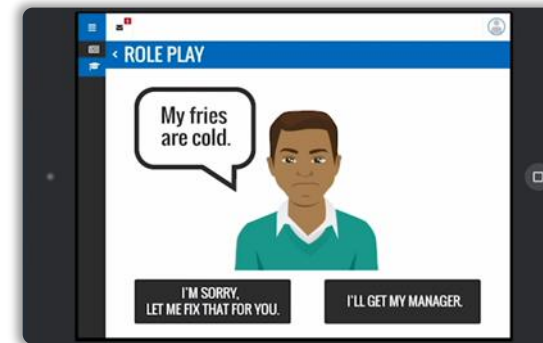 < ROLE PLAY
My fries
are cold.
I'M SORRY,
LET ME FIX THAT FOR YOU.
I'LL GET MY MANAGER.